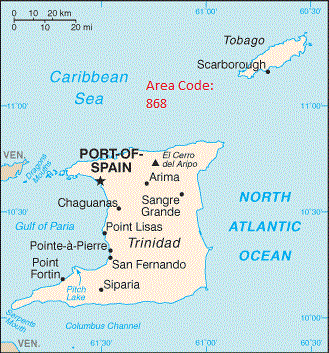 0 10 20 km
0 10 20 mi
61:00
60:30
Tobago
Scarborough
Caribbean
Sea
Area Code:
868
11:00
11:00
PORT-OF-
SPAIN
El Cerro
del Aripo
VEN.
Dragons
Mouths
Arima
Sangre
Grande
Chaguanas
NORTH
ATLANTIC
OCEAN
10:30
10:30
Gulf of Paria
Point Lisas
Trinidad
Pointe-à-Pierre
San Fernando
Point
Fortin
Pitch
Lake
Siparia
Serpents
Mouth
Columbus Channel
VEN.
61:30
61:00